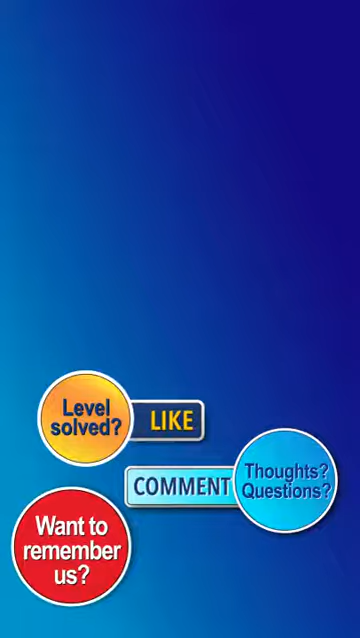 Level
solved?
LIKE
Thoughts?
Questions?
COMMENT
Want to
remember
us?